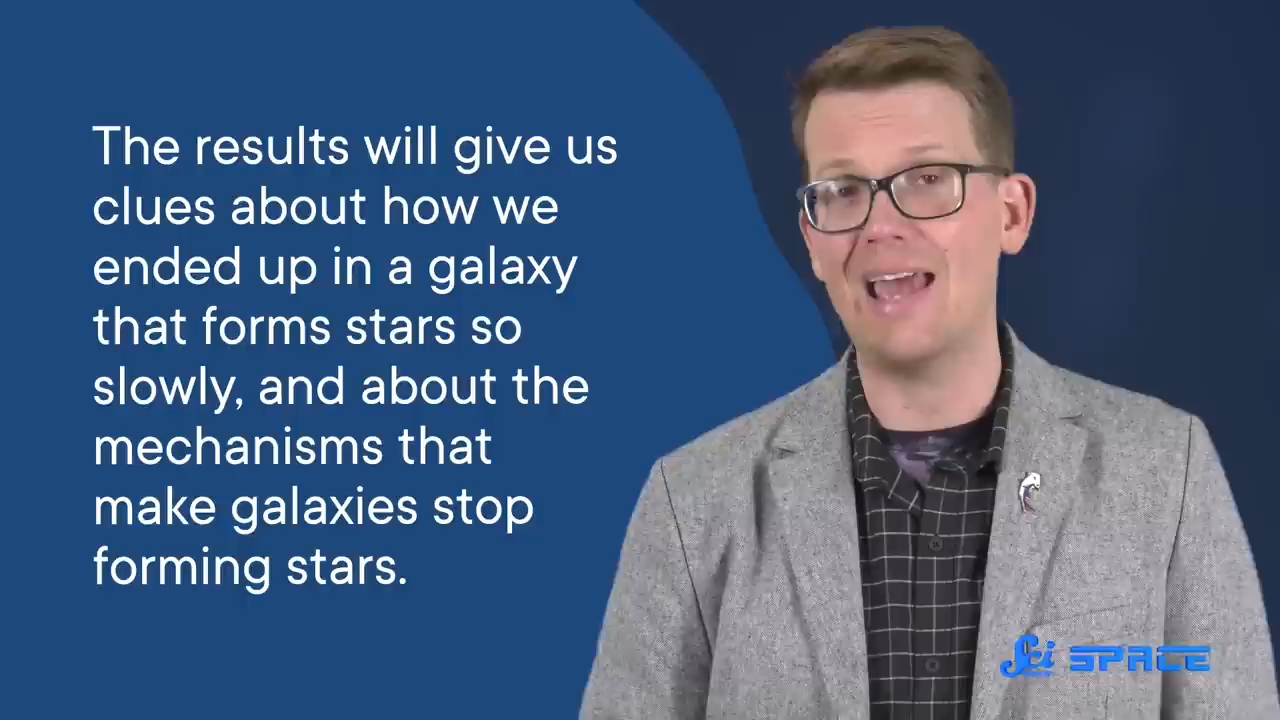 The results will give us
clues about how we
ended up in a galaxy
that forms stars so
slowly, and about the
mechanisms that
make galaxies stop
forming stars.
Sci SPACE